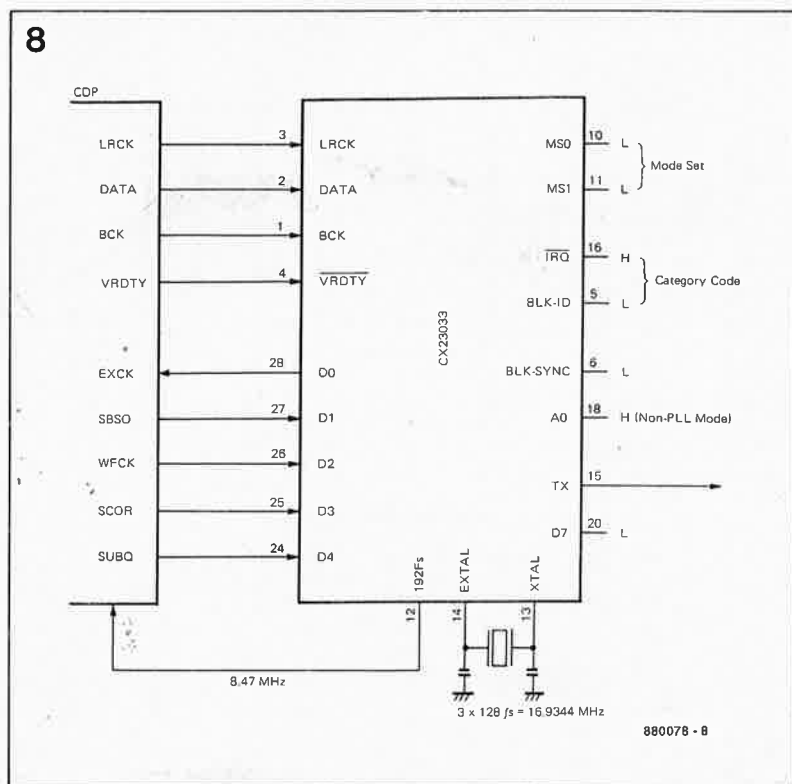 8
CDP
LRCK
DATA
BCK
VRDTY
EXCK
SBSO
WFCK
SCOR
SUBQ
3
2
1
4
28
27
26
25
24
LRCK
DATA
BCK
VRDTY
D0
D1
D2
D3
D4
CX23033
MS0
MS1
IRQ
BLK-ID
BLK-SYNC
A0
TX
D7
10 L
11 L
Mode Set
16 H
5 L
Category Code
6 L
18 H (Non-PLL Mode)
15
20 L
192Fs
EXTAL
XTAL
12
14
13
8.47 MHz
3 x 128 fs = 16.9344 MHz
880078 - 8